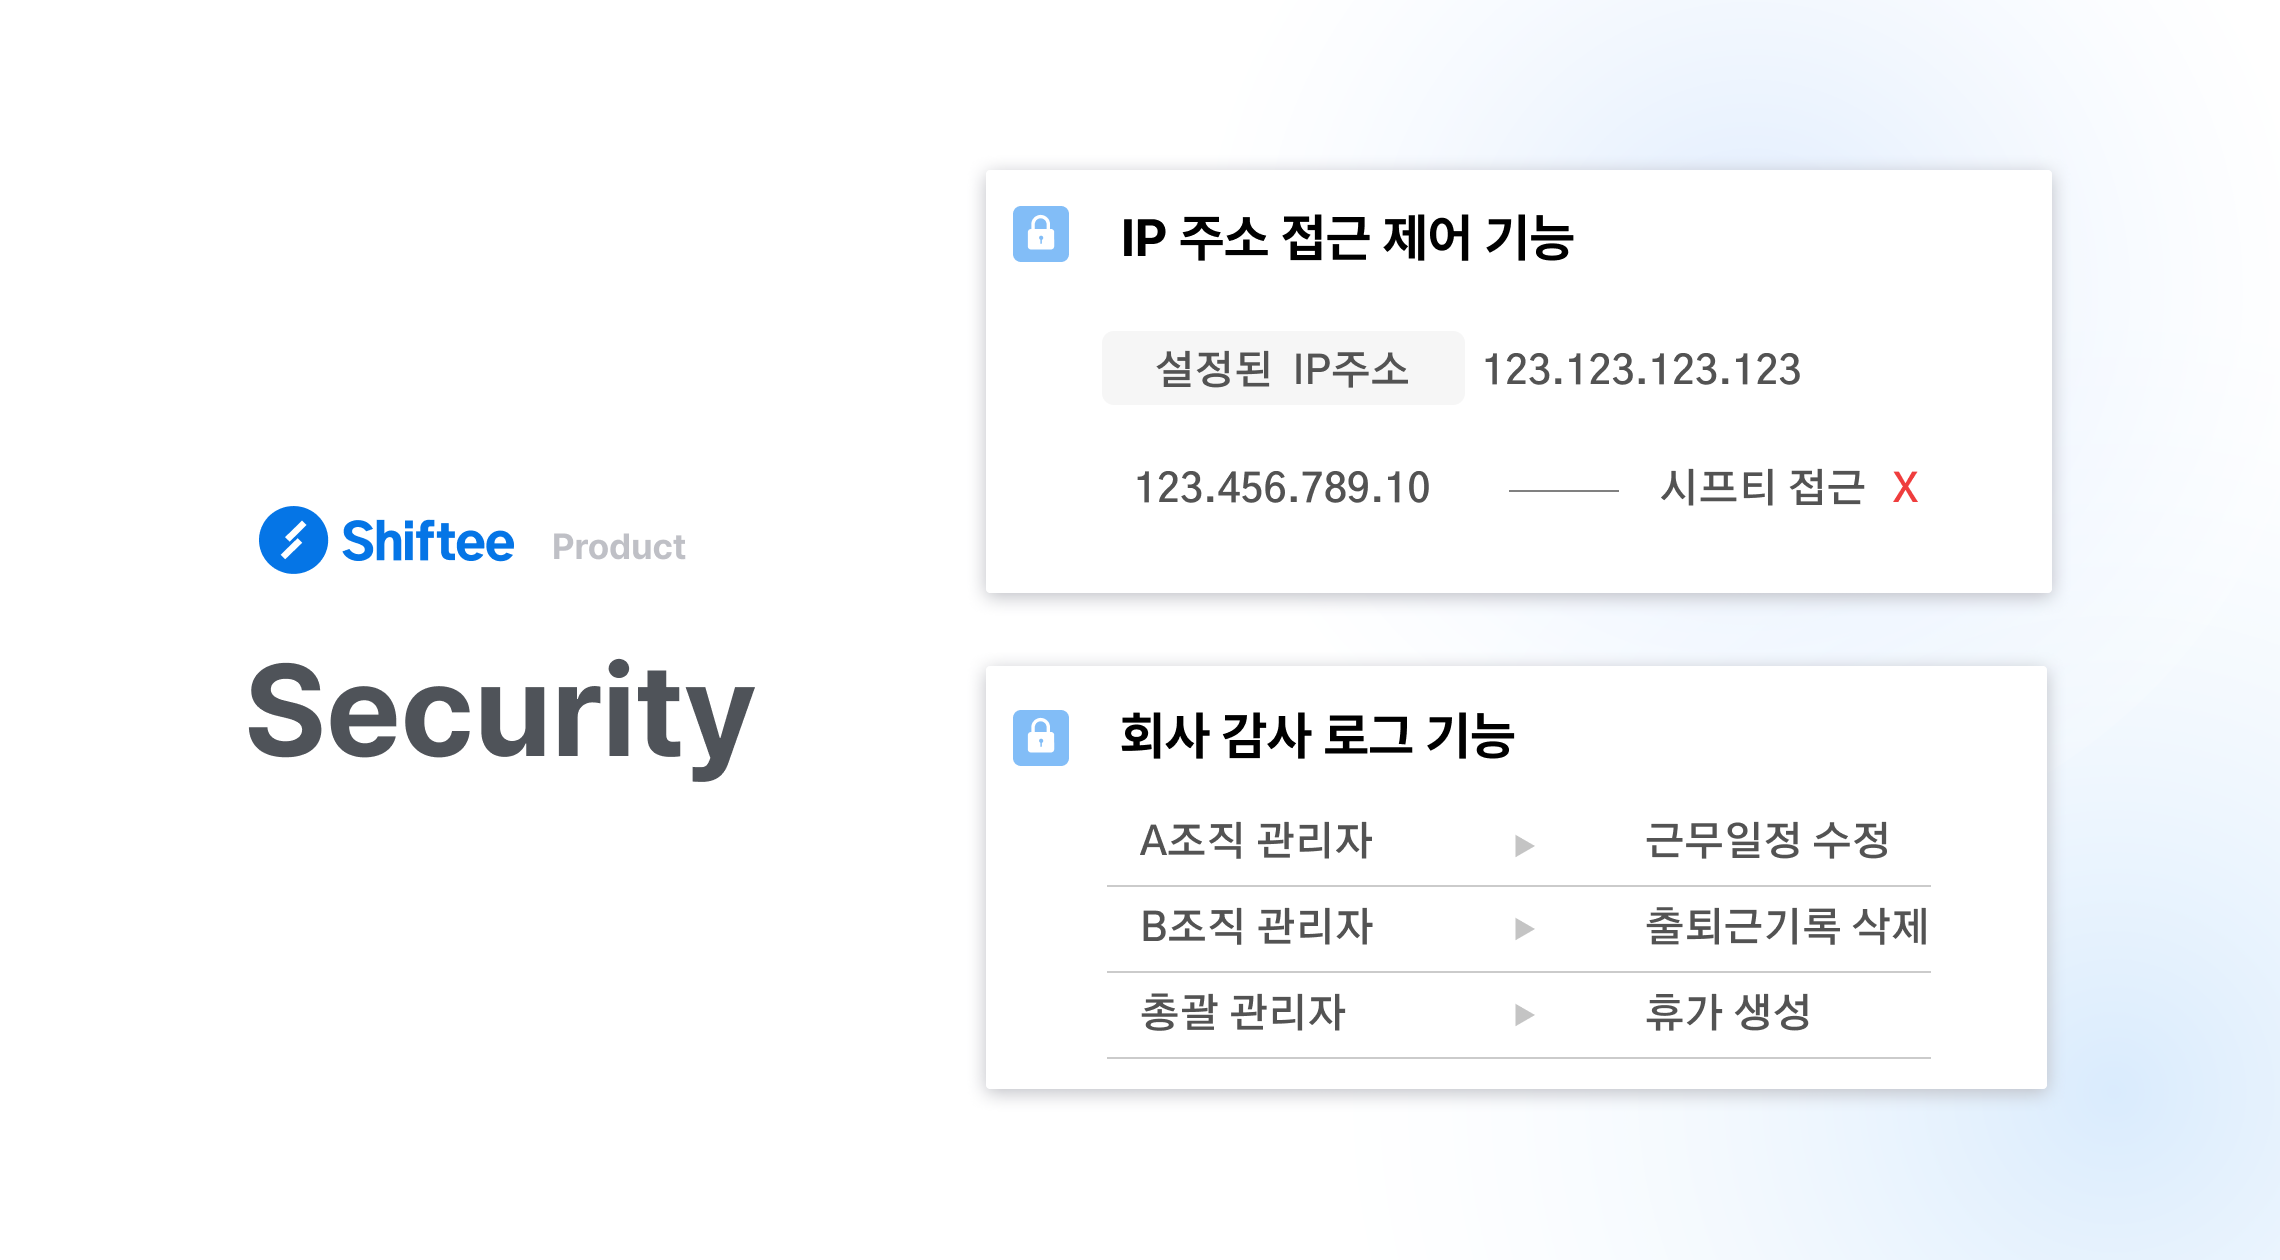 Shiftee Product
Security
IP 주소 접근 제어 기능
설정된 IP주소 123.123.123.123
123.456.789.10 시프티 접근 X
회사 감사 로그 기능
A조직 관리자 ▶ 근무일정 수정
B조직 관리자 ▶ 출퇴근기록 삭제
총괄 관리자 ▶ 휴가 생성